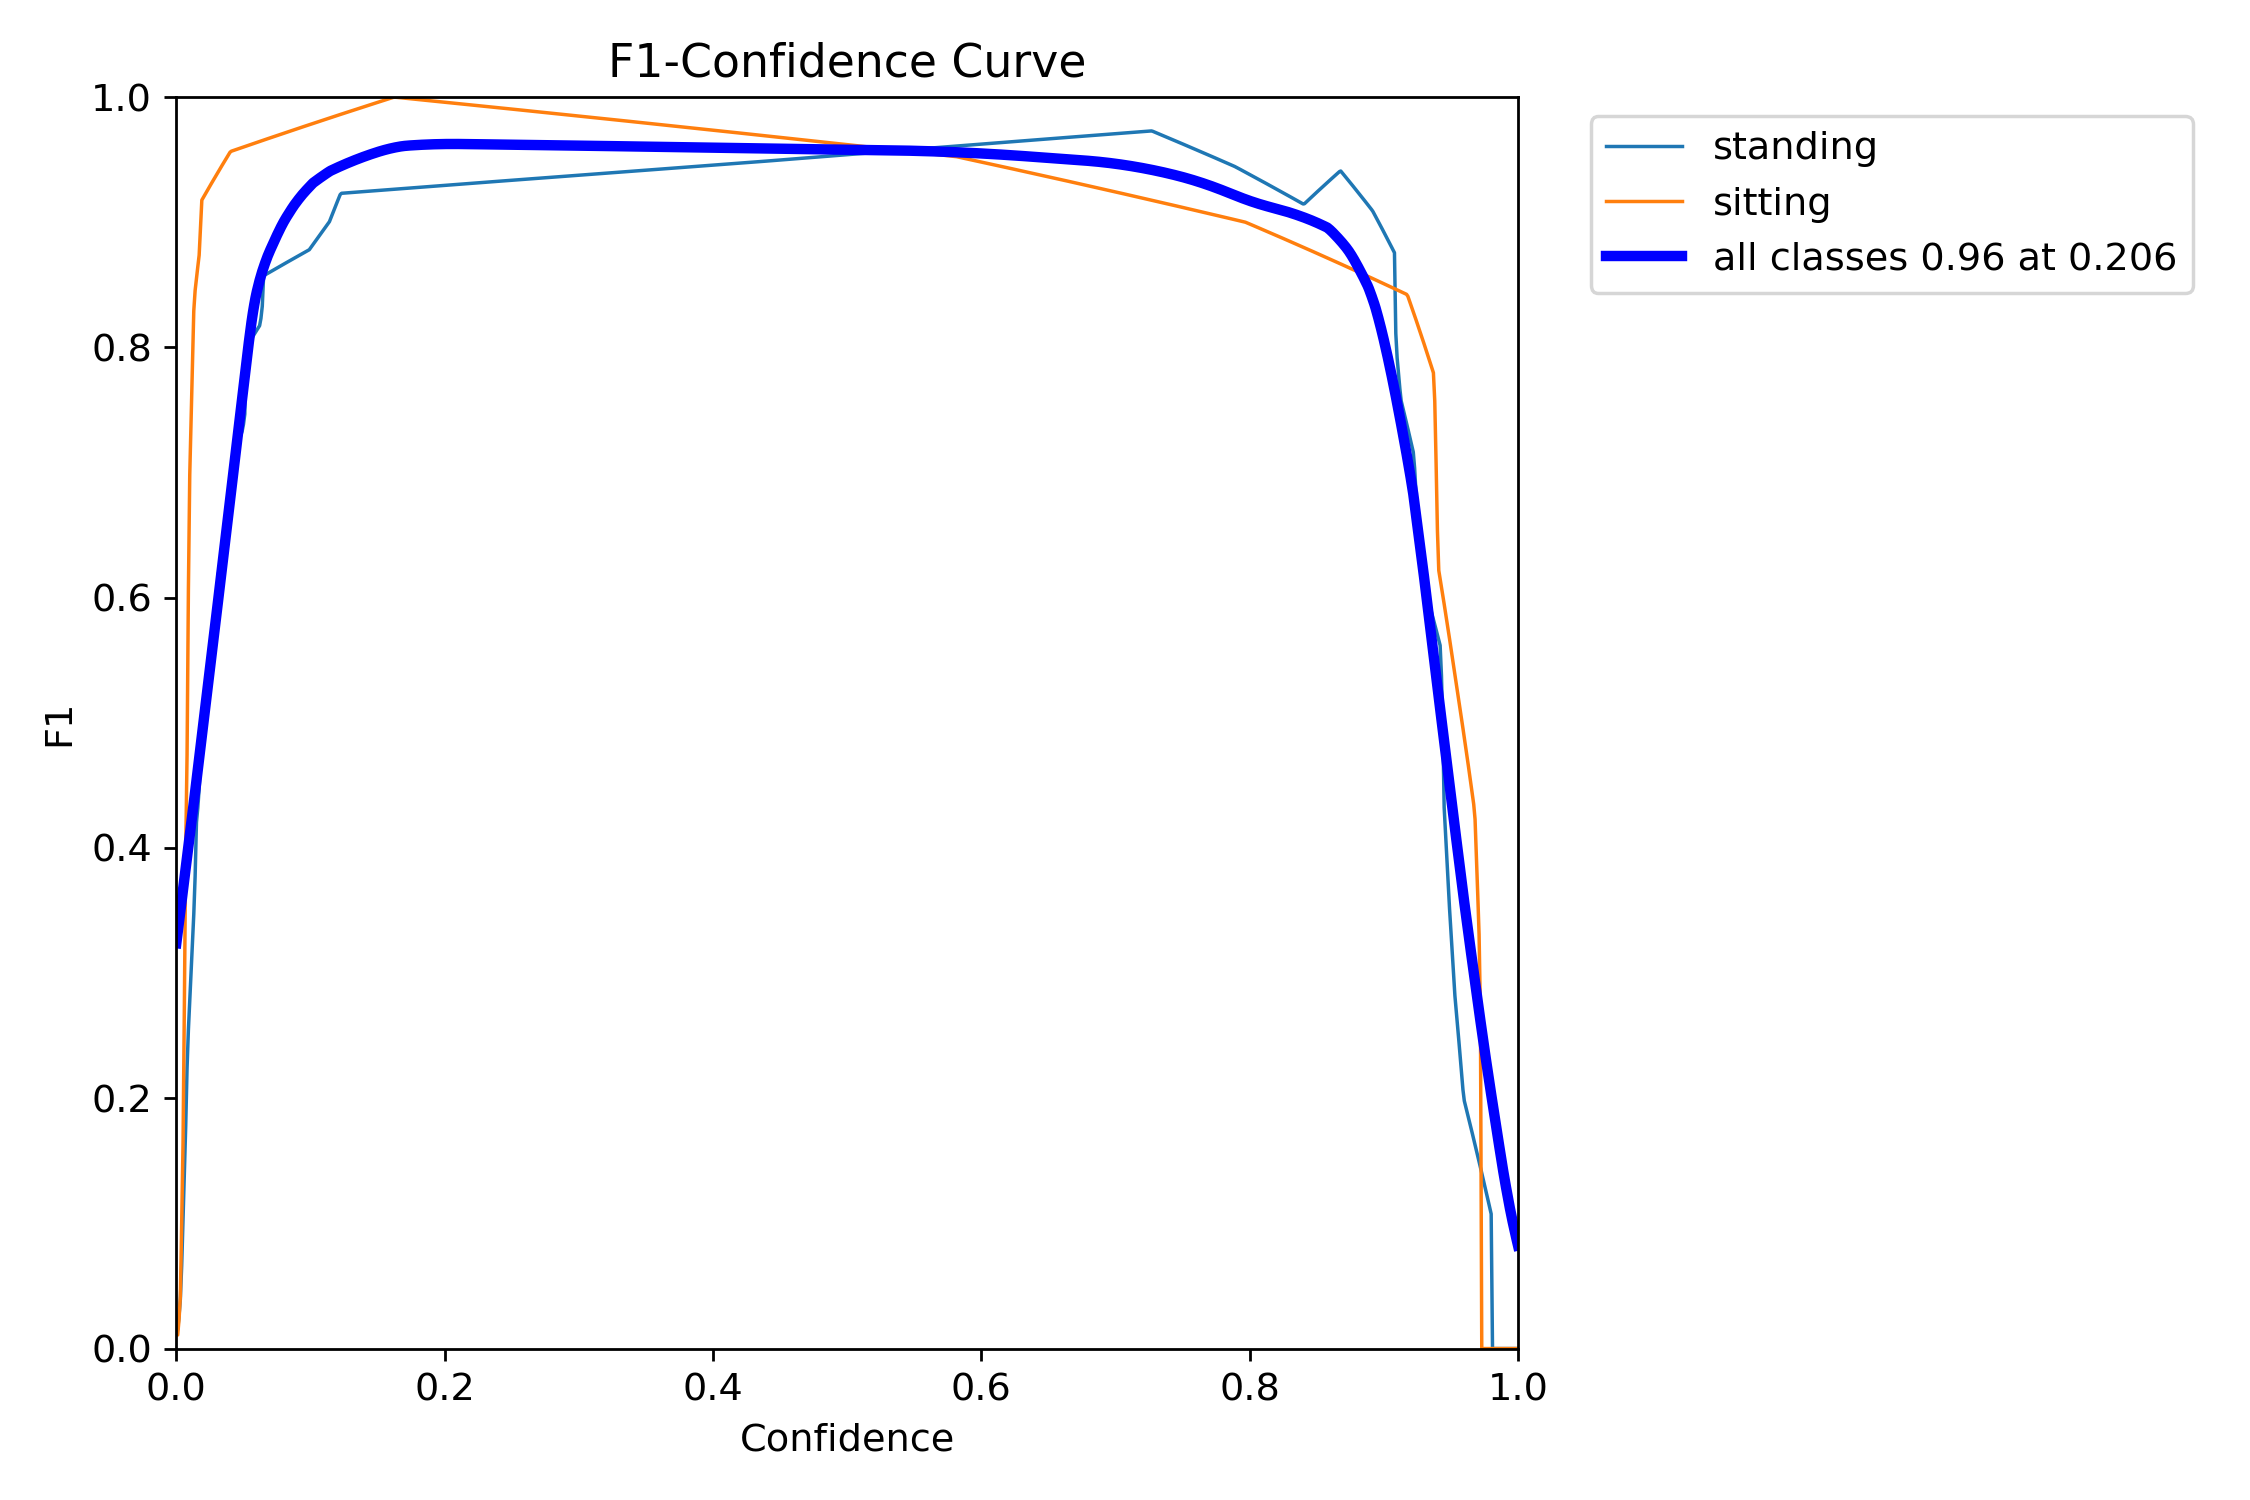 F1-Confidence Curve
standing
sitting
all classes 0.96 at 0.206
1.0
0.8
0.6
0.4
0.2
0.0
F1
0.0 0.2 0.4 0.6 0.8 1.0
Confidence